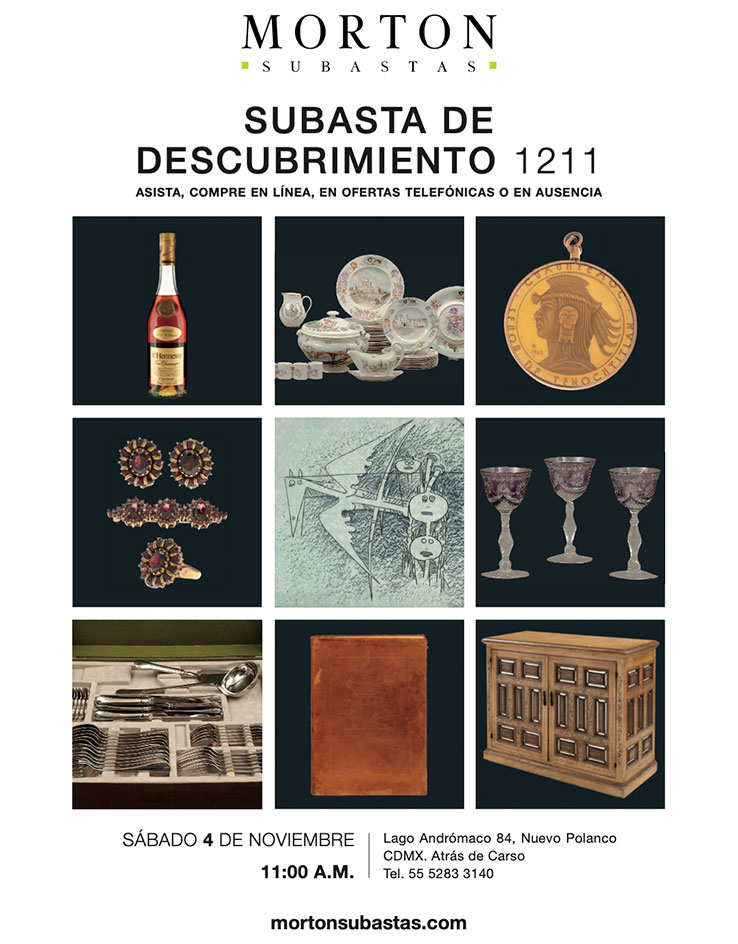 MORTON
SUBASTAS
SUBASTA DE
DESCUBRIMIENTO 1211
ASISTA, COMPRE EN LÍNEA, EN OFERTAS TELEFÓNICAS O EN AUSENCIA
Hennessy
CUAUHTEMOC
SEÑOR DE TENOCHTITLAN
SÁBADO 4 DE NOVIEMBRE
11:00 A.M.
Lago Andrómaco 84, Nuevo Polanco
CDMX. Atrás de Carso
Tel. 55 5283 3140
mortonsubastas.com